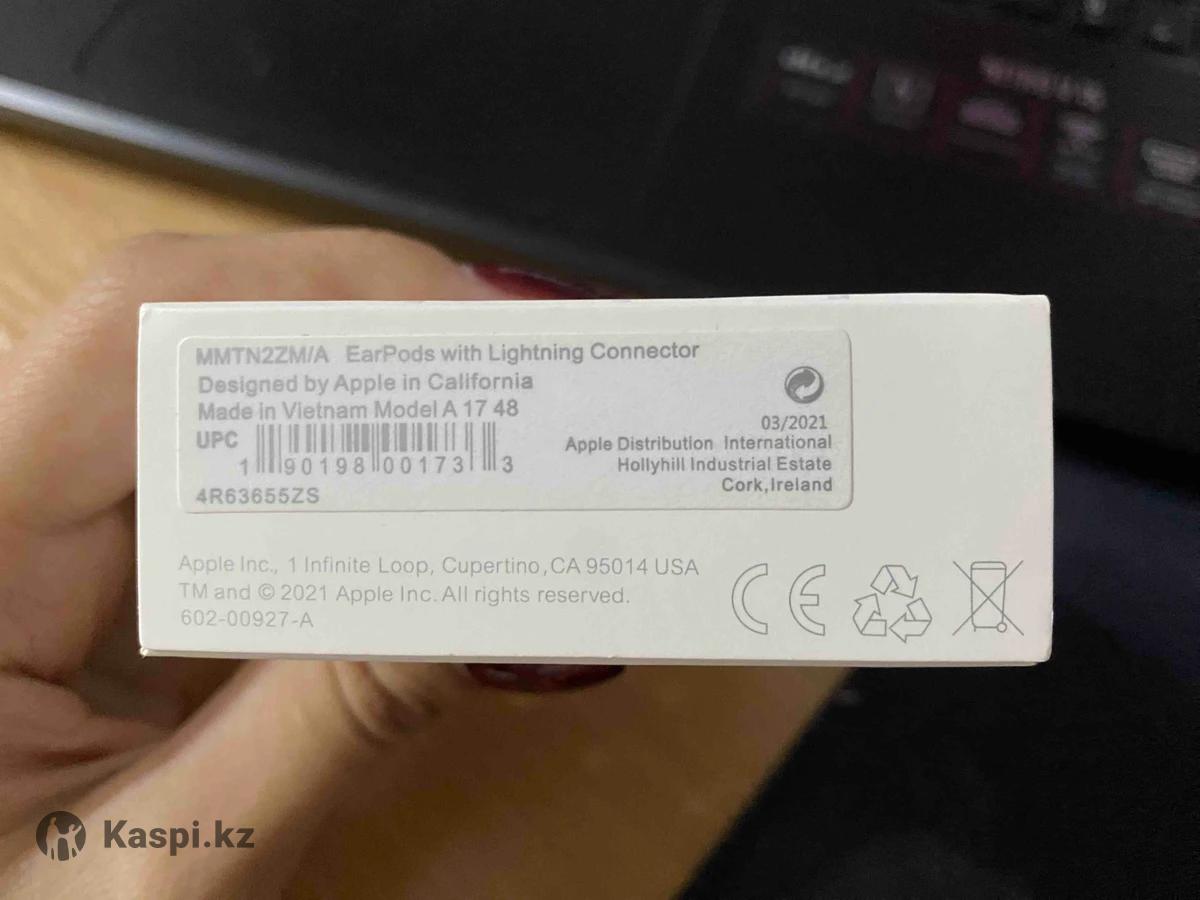 MMTN2ZM/A EarPods with Lightning Connector
Designed by Apple in California
Made in Vietnam Model A 17 48
UPC
1 90198 00173 3
4R63655ZS
03/2021
Apple Distribution International
Hollyhill Industrial Estate
Cork,Ireland
Apple Inc., 1 Infinite Loop, Cupertino, CA 95014 USA
TM and © 2021 Apple Inc. All rights reserved.
602-00927-A
CE
Kaspi.kz